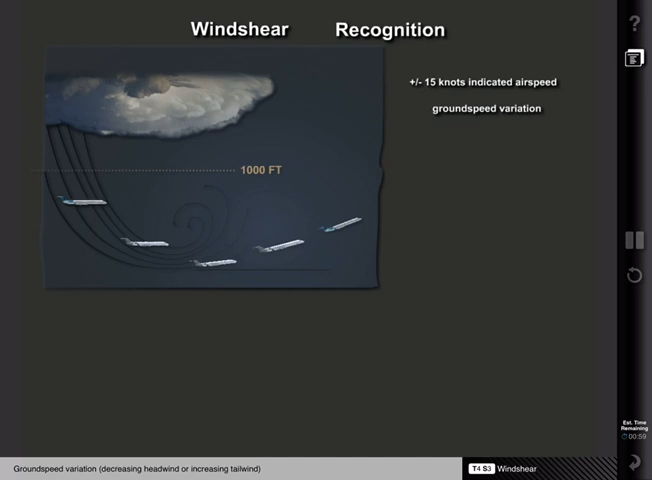 Windshear Recognition
+/- 15 knots indicated airspeed
groundspeed variation
1000 FT
?
Est. Time
Remaining
00:59
Groundspeed variation (decreasing headwind or increasing tailwind)
T4 S3 Windshear